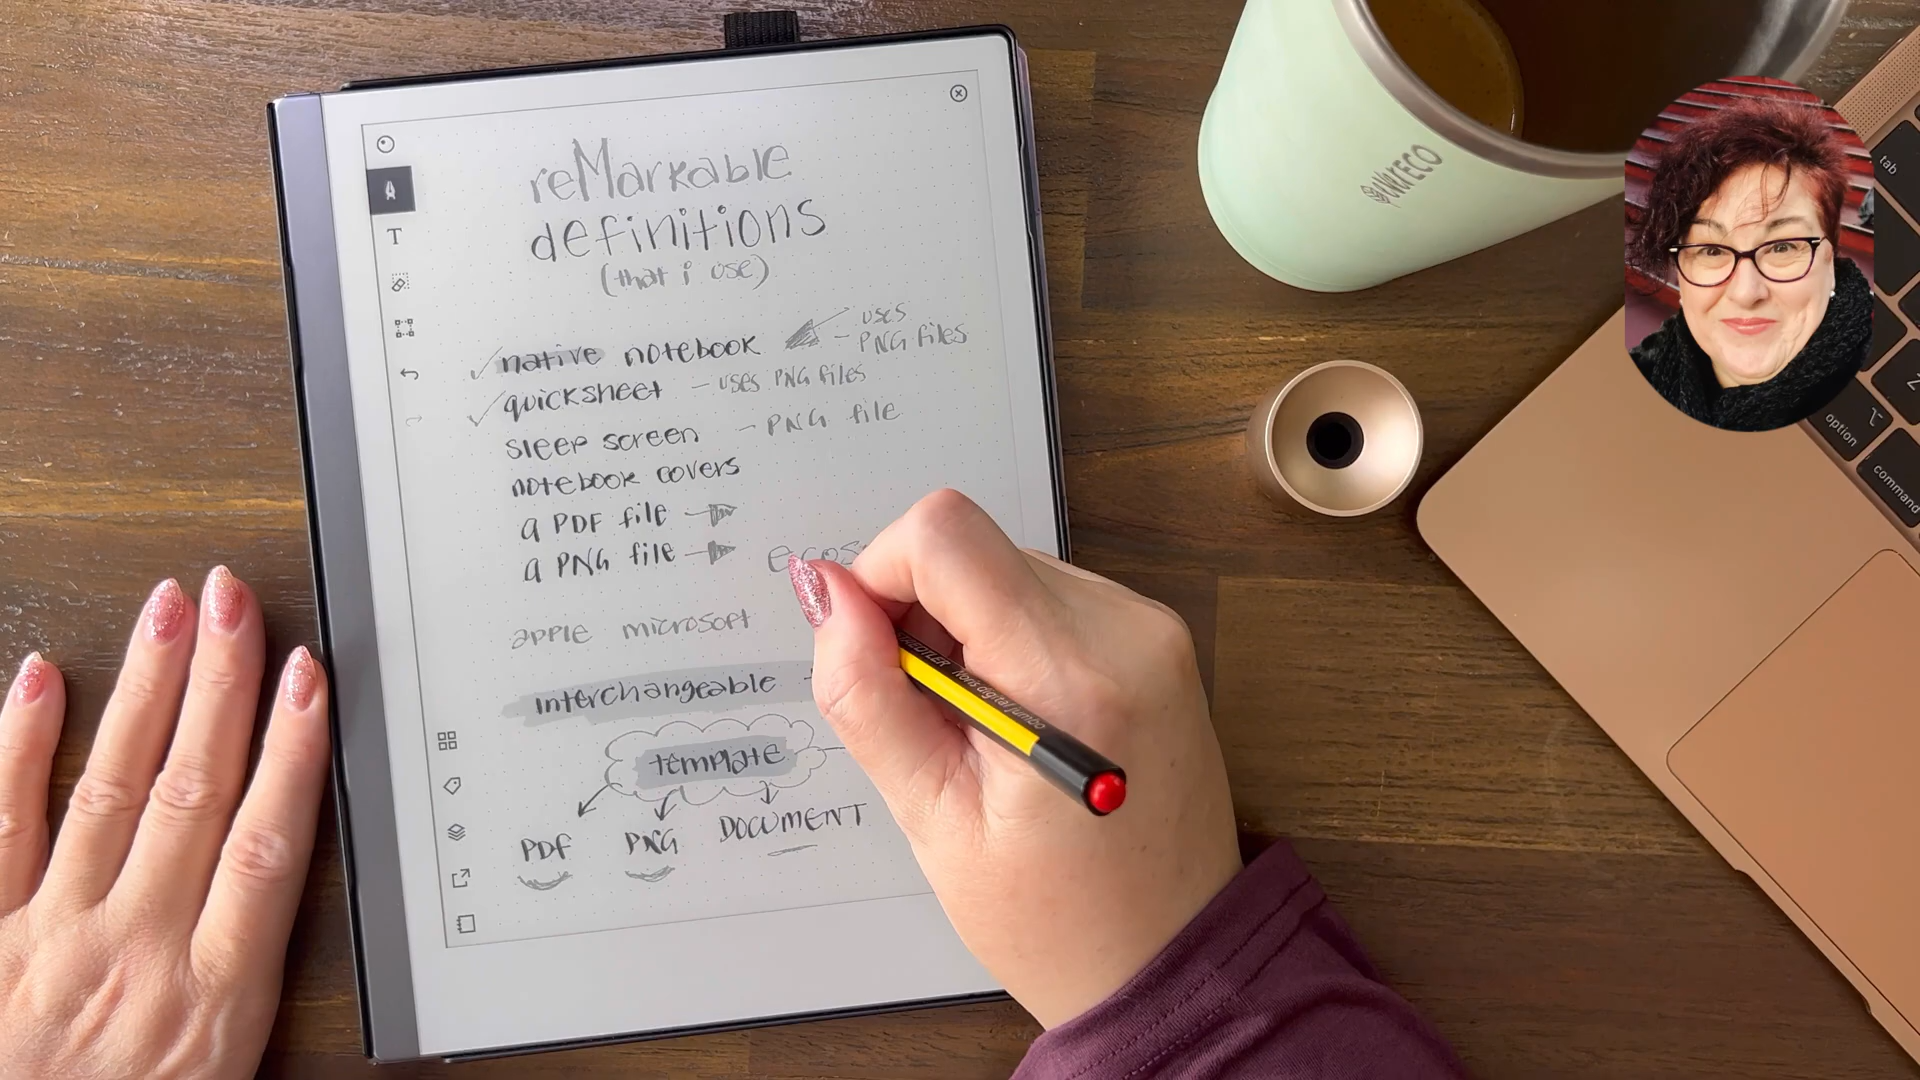 reMarkable
definitions
(that i use)
native notebook
uses
- PNG files
quicksheet - uses PNG files
sleep screen - PNG file
notebook covers
a PDF file
a PNG file
apple microsoft
interchangeable
template
PDF PNG DOCUMENT
T
STAEDTLER Noris digital jumbo
tab
option
command
Z